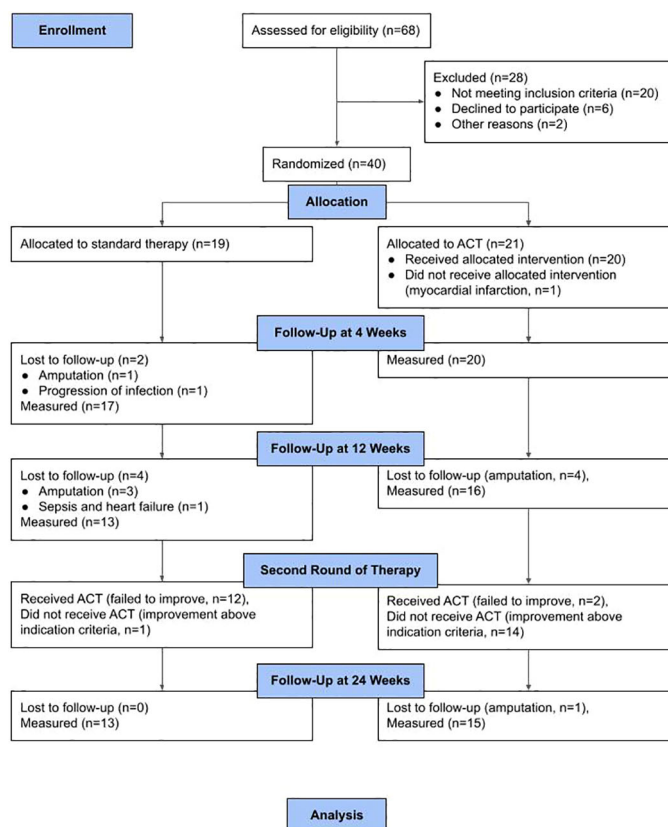 Enrollment
Assessed for eligibility (n=68)
Excluded (n=28)
● Not meeting inclusion criteria (n=20)
● Declined to participate (n=6)
● Other reasons (n=2)
Randomized (n=40)
Allocation
Allocated to standard therapy (n=19)
Allocated to ACT (n=21)
● Received allocated intervention (n=20)
● Did not receive allocated intervention
(myocardial infarction, n=1)
Follow-Up at 4 Weeks
Lost to follow-up (n=2)
● Amputation (n=1)
● Progression of infection (n=1)
Measured (n=17)
Measured (n=20)
Follow-Up at 12 Weeks
Lost to follow-up (n=4)
● Amputation (n=3)
● Sepsis and heart failure (n=1)
Measured (n=13)
Lost to follow-up (amputation, n=4),
Measured (n=16)
Second Round of Therapy
Received ACT (failed to improve, n=12),
Did not receive ACT (improvement above
indication criteria, n=1)
Received ACT (failed to improve, n=2),
Did not receive ACT (improvement above
indication criteria, n=14)
Follow-Up at 24 Weeks
Lost to follow-up (n=0)
Measured (n=13)
Lost to follow-up (amputation, n=1),
Measured (n=15)
Analysis